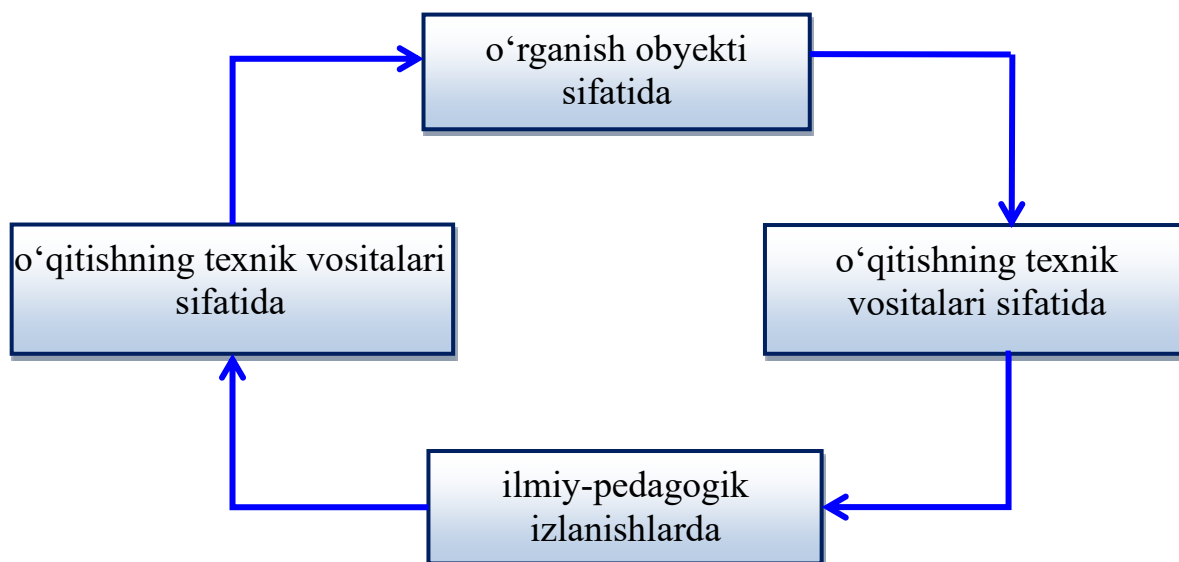 o‘rganish obyekti
sifatida
o‘qitishning texnik vositalari
sifatida
o‘qitishning texnik
vositalari sifatida
ilmiy-pedagogik
izlanishlarda